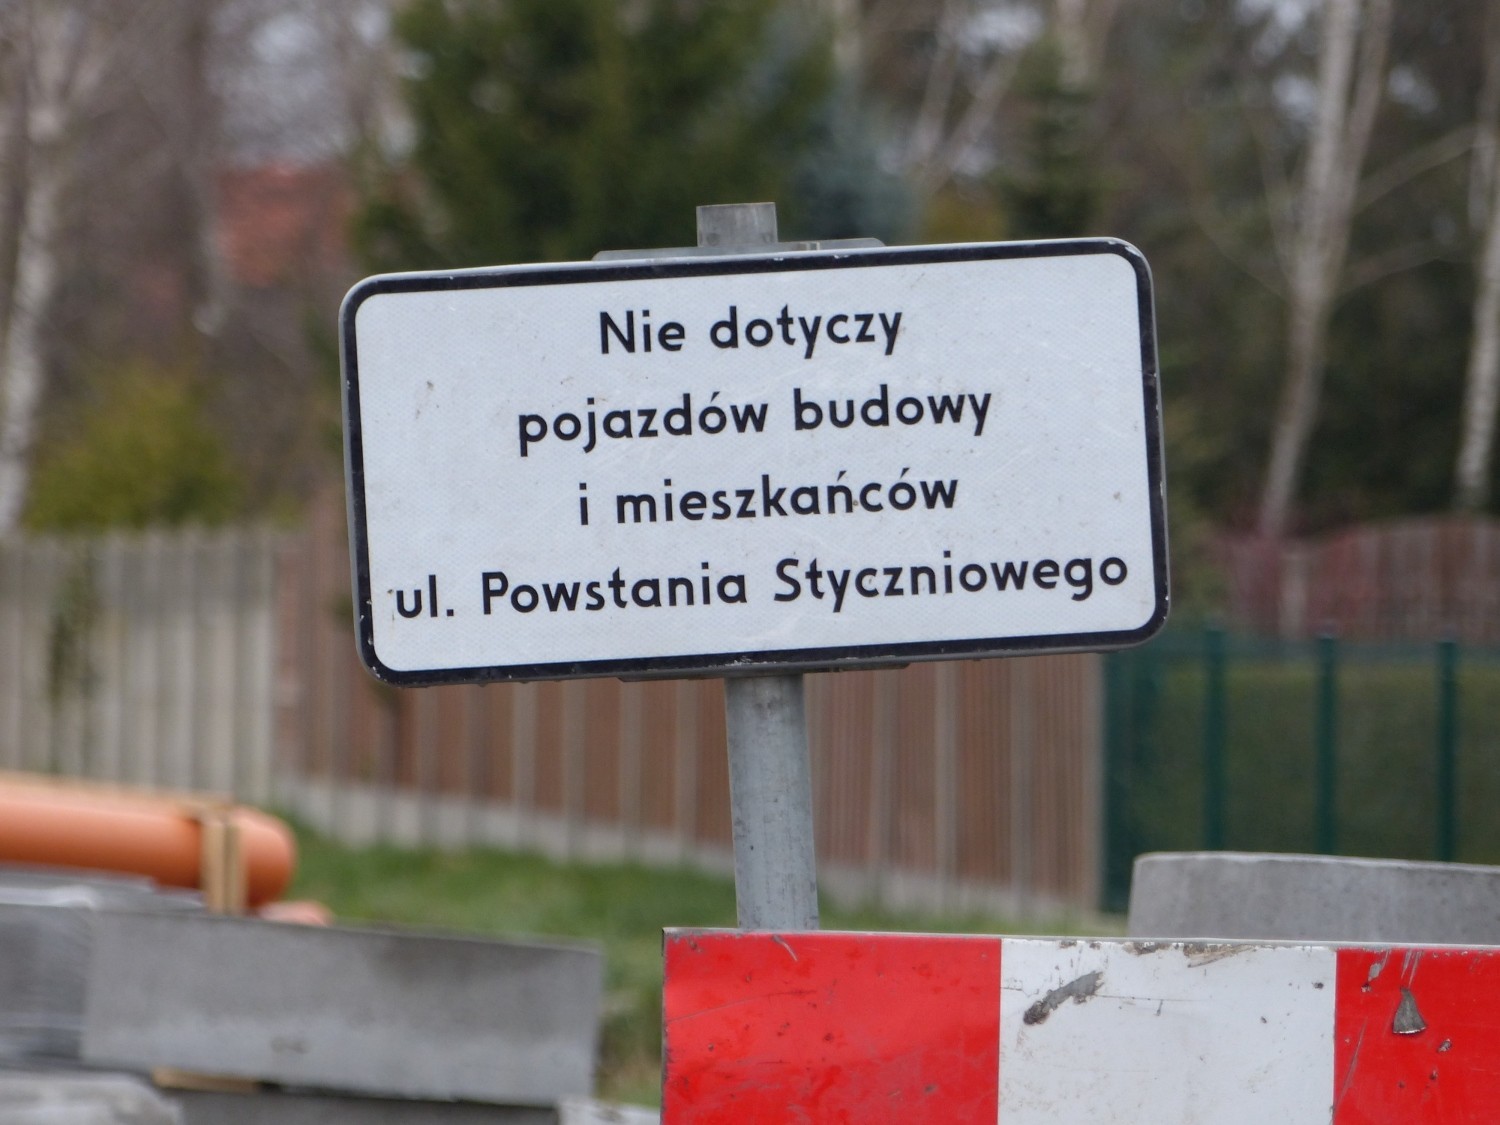 Nie dotyczy
pojazdów budowy
i mieszkańców
ul. Powstania Styczniowego